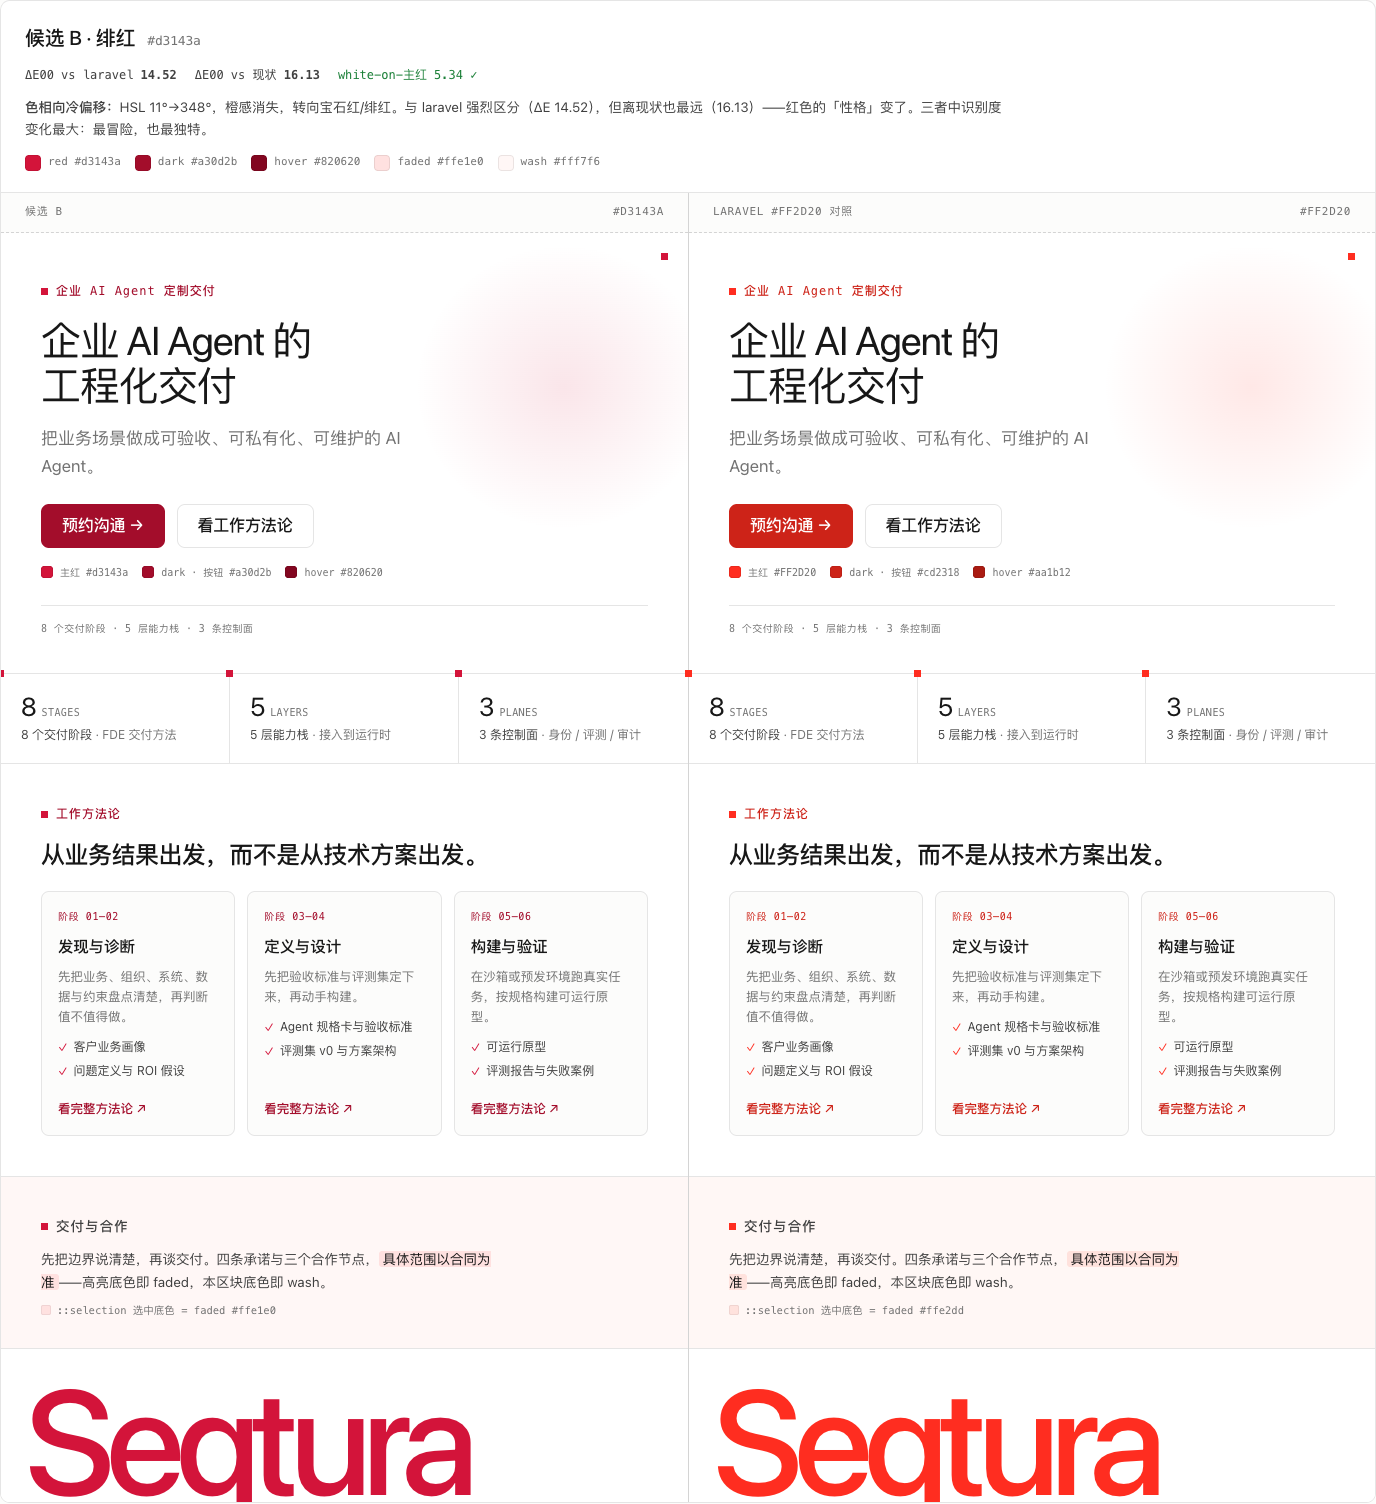 候选 B · 绯红 #d3143a
ΔE00 vs laravel 14.52 ΔE00 vs 现状 16.13 white-on-主红 5.34 ✓
色相向冷偏移：HSL 11°→348°，橙感消失，转向宝石红/绯红。与 laravel 强烈区分（ΔE 14.52），但离现状也最远（16.13）——红色的「性格」变了。三者中识别度
变化最大：最冒险，也最独特。
red #d3143a dark #a30d2b hover #820620 faded #ffe1e0 wash #fff7f6
候选 B #D3143A
企业 AI Agent 定制交付
企业 AI Agent 的
工程化交付
把业务场景做成可验收、可私有化、可维护的 AI
Agent。
预约沟通 → 看工作方法论
主红 #d3143a dark · 按钮 #a30d2b hover #820620
8 个交付阶段 · 5 层能力栈 · 3 条控制面
8 STAGES
8 个交付阶段 · FDE 交付方法
5 LAYERS
5 层能力栈 · 接入到运行时
3 PLANES
3 条控制面 · 身份 / 评测 / 审计
工作方法论
从业务结果出发，而不是从技术方案出发。
阶段 01—02
发现与诊断
先把业务、组织、系统、数
据与约束盘点清楚，再判断
值不值得做。
✓ 客户业务画像
✓ 问题定义与 ROI 假设
看完整方法论 ↗
阶段 03—04
定义与设计
先把验收标准与评测集定下
来，再动手构建。
✓ Agent 规格卡与验收标准
✓ 评测集 v0 与方案架构
看完整方法论 ↗
阶段 05—06
构建与验证
在沙箱或预发环境跑真实任
务，按规格构建可运行原
型。
✓ 可运行原型
✓ 评测报告与失败案例
看完整方法论 ↗
交付与合作
先把边界说清楚，再谈交付。四条承诺与三个合作节点，具体范围以合同为
准——高亮底色即 faded，本区块底色即 wash。
::selection 选中底色 = faded #ffe1e0
Seqtura
LARAVEL #FF2D20 对照 #FF2D20
企业 AI Agent 定制交付
企业 AI Agent 的
工程化交付
把业务场景做成可验收、可私有化、可维护的 AI
Agent。
预约沟通 → 看工作方法论
主红 #FF2D20 dark · 按钮 #cd2318 hover #aa1b12
8 个交付阶段 · 5 层能力栈 · 3 条控制面
8 STAGES
8 个交付阶段 · FDE 交付方法
5 LAYERS
5 层能力栈 · 接入到运行时
3 PLANES
3 条控制面 · 身份 / 评测 / 审计
工作方法论
从业务结果出发，而不是从技术方案出发。
阶段 01—02
发现与诊断
先把业务、组织、系统、数
据与约束盘点清楚，再判断
值不值得做。
✓ 客户业务画像
✓ 问题定义与 ROI 假设
看完整方法论 ↗
阶段 03—04
定义与设计
先把验收标准与评测集定下
来，再动手构建。
✓ Agent 规格卡与验收标准
✓ 评测集 v0 与方案架构
看完整方法论 ↗
阶段 05—06
构建与验证
在沙箱或预发环境跑真实任
务，按规格构建可运行原
型。
✓ 可运行原型
✓ 评测报告与失败案例
看完整方法论 ↗
交付与合作
先把边界说清楚，再谈交付。四条承诺与三个合作节点，具体范围以合同为
准——高亮底色即 faded，本区块底色即 wash。
::selection 选中底色 = faded #ffe2dd
Seqtura